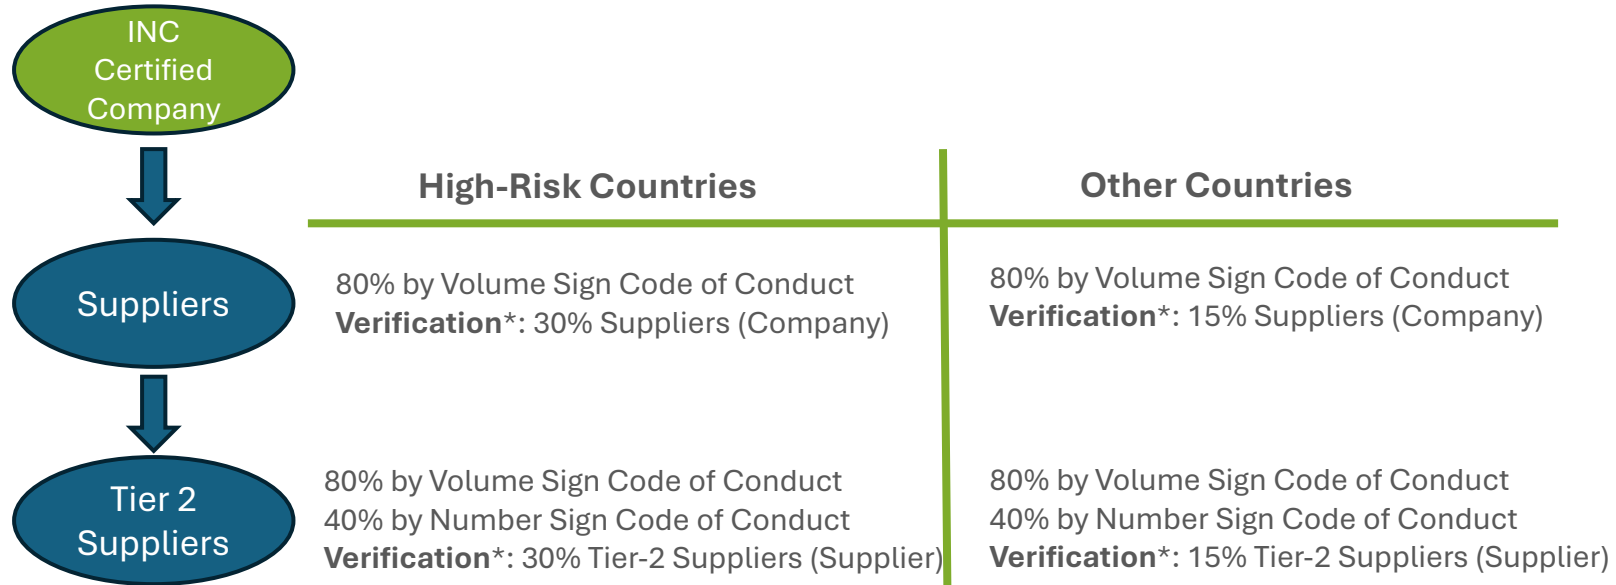 INC
Certified
Company
High-Risk Countries
Other Countries
Suppliers
80% by Volume Sign Code of Conduct
Verification*: 30% Suppliers (Company)
80% by Volume Sign Code of Conduct
Verification*: 15% Suppliers (Company)
Tier 2
Suppliers
80% by Volume Sign Code of Conduct
40% by Number Sign Code of Conduct
Verification*: 30% Tier-2 Suppliers (Supplier)
80% by Volume Sign Code of Conduct
40% by Number Sign Code of Conduct
Verification*: 15% Tier-2 Suppliers (Supplier)